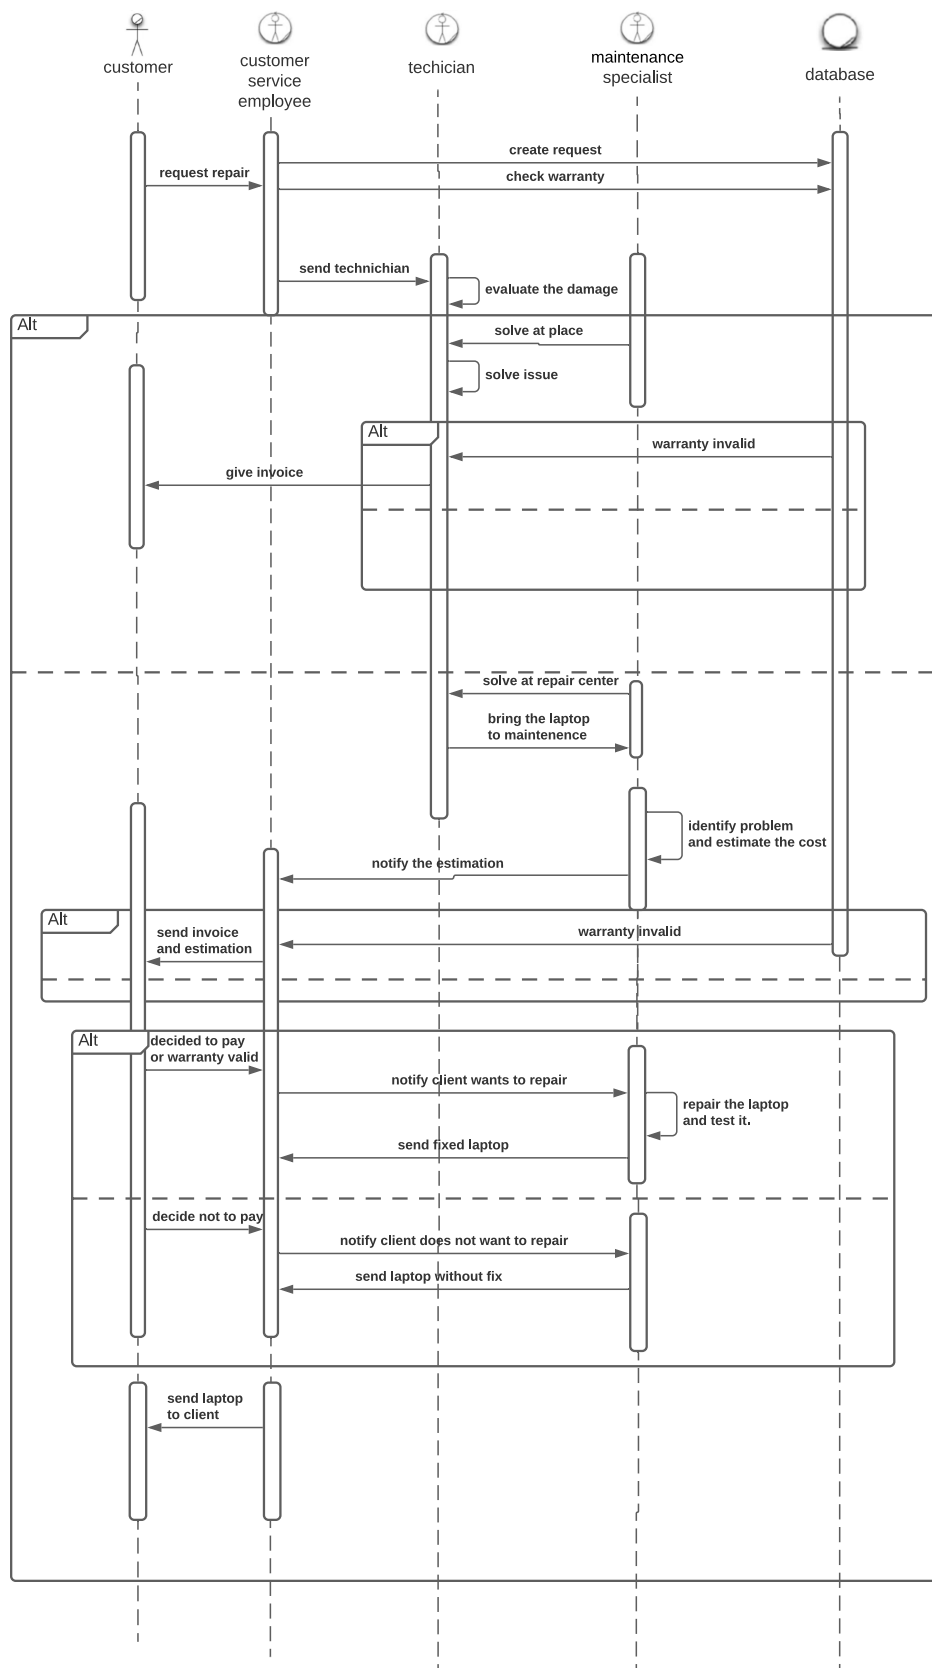 customer
customer
service
employee
techician
maintenance
specialist
database
create request
request repair
check warranty
send technichian
evaluate the damage
Alt
solve at place
solve issue
Alt
warranty invalid
give invoice
solve at repair center
bring the laptop
to maintenence
identify problem
and estimate the cost
notify the estimation
Alt
send invoice
and estimation
warranty invalid
Alt
decided to pay
or warranty valid
notify client wants to repair
repair the laptop
and test it.
send fixed laptop
decide not to pay
notify client does not want to repair
send laptop without fix
send laptop
to client